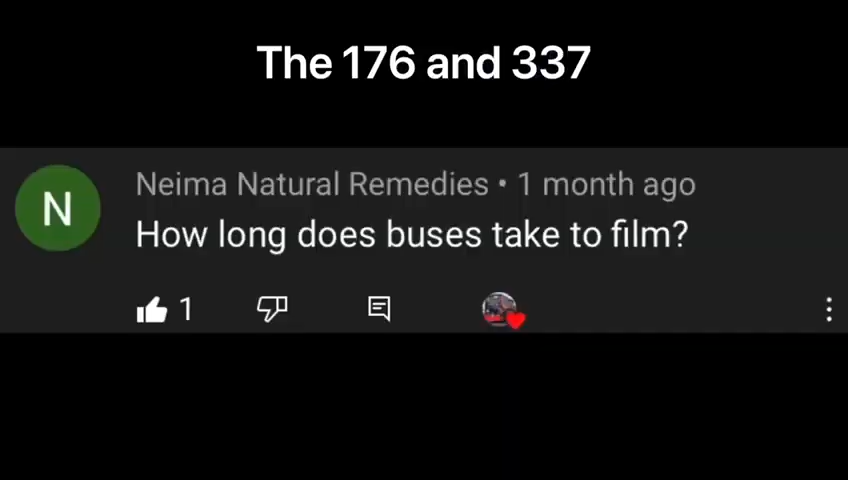 The 176 and 337
Neima Natural Remedies • 1 month ago
N
How long does buses take to film?
1